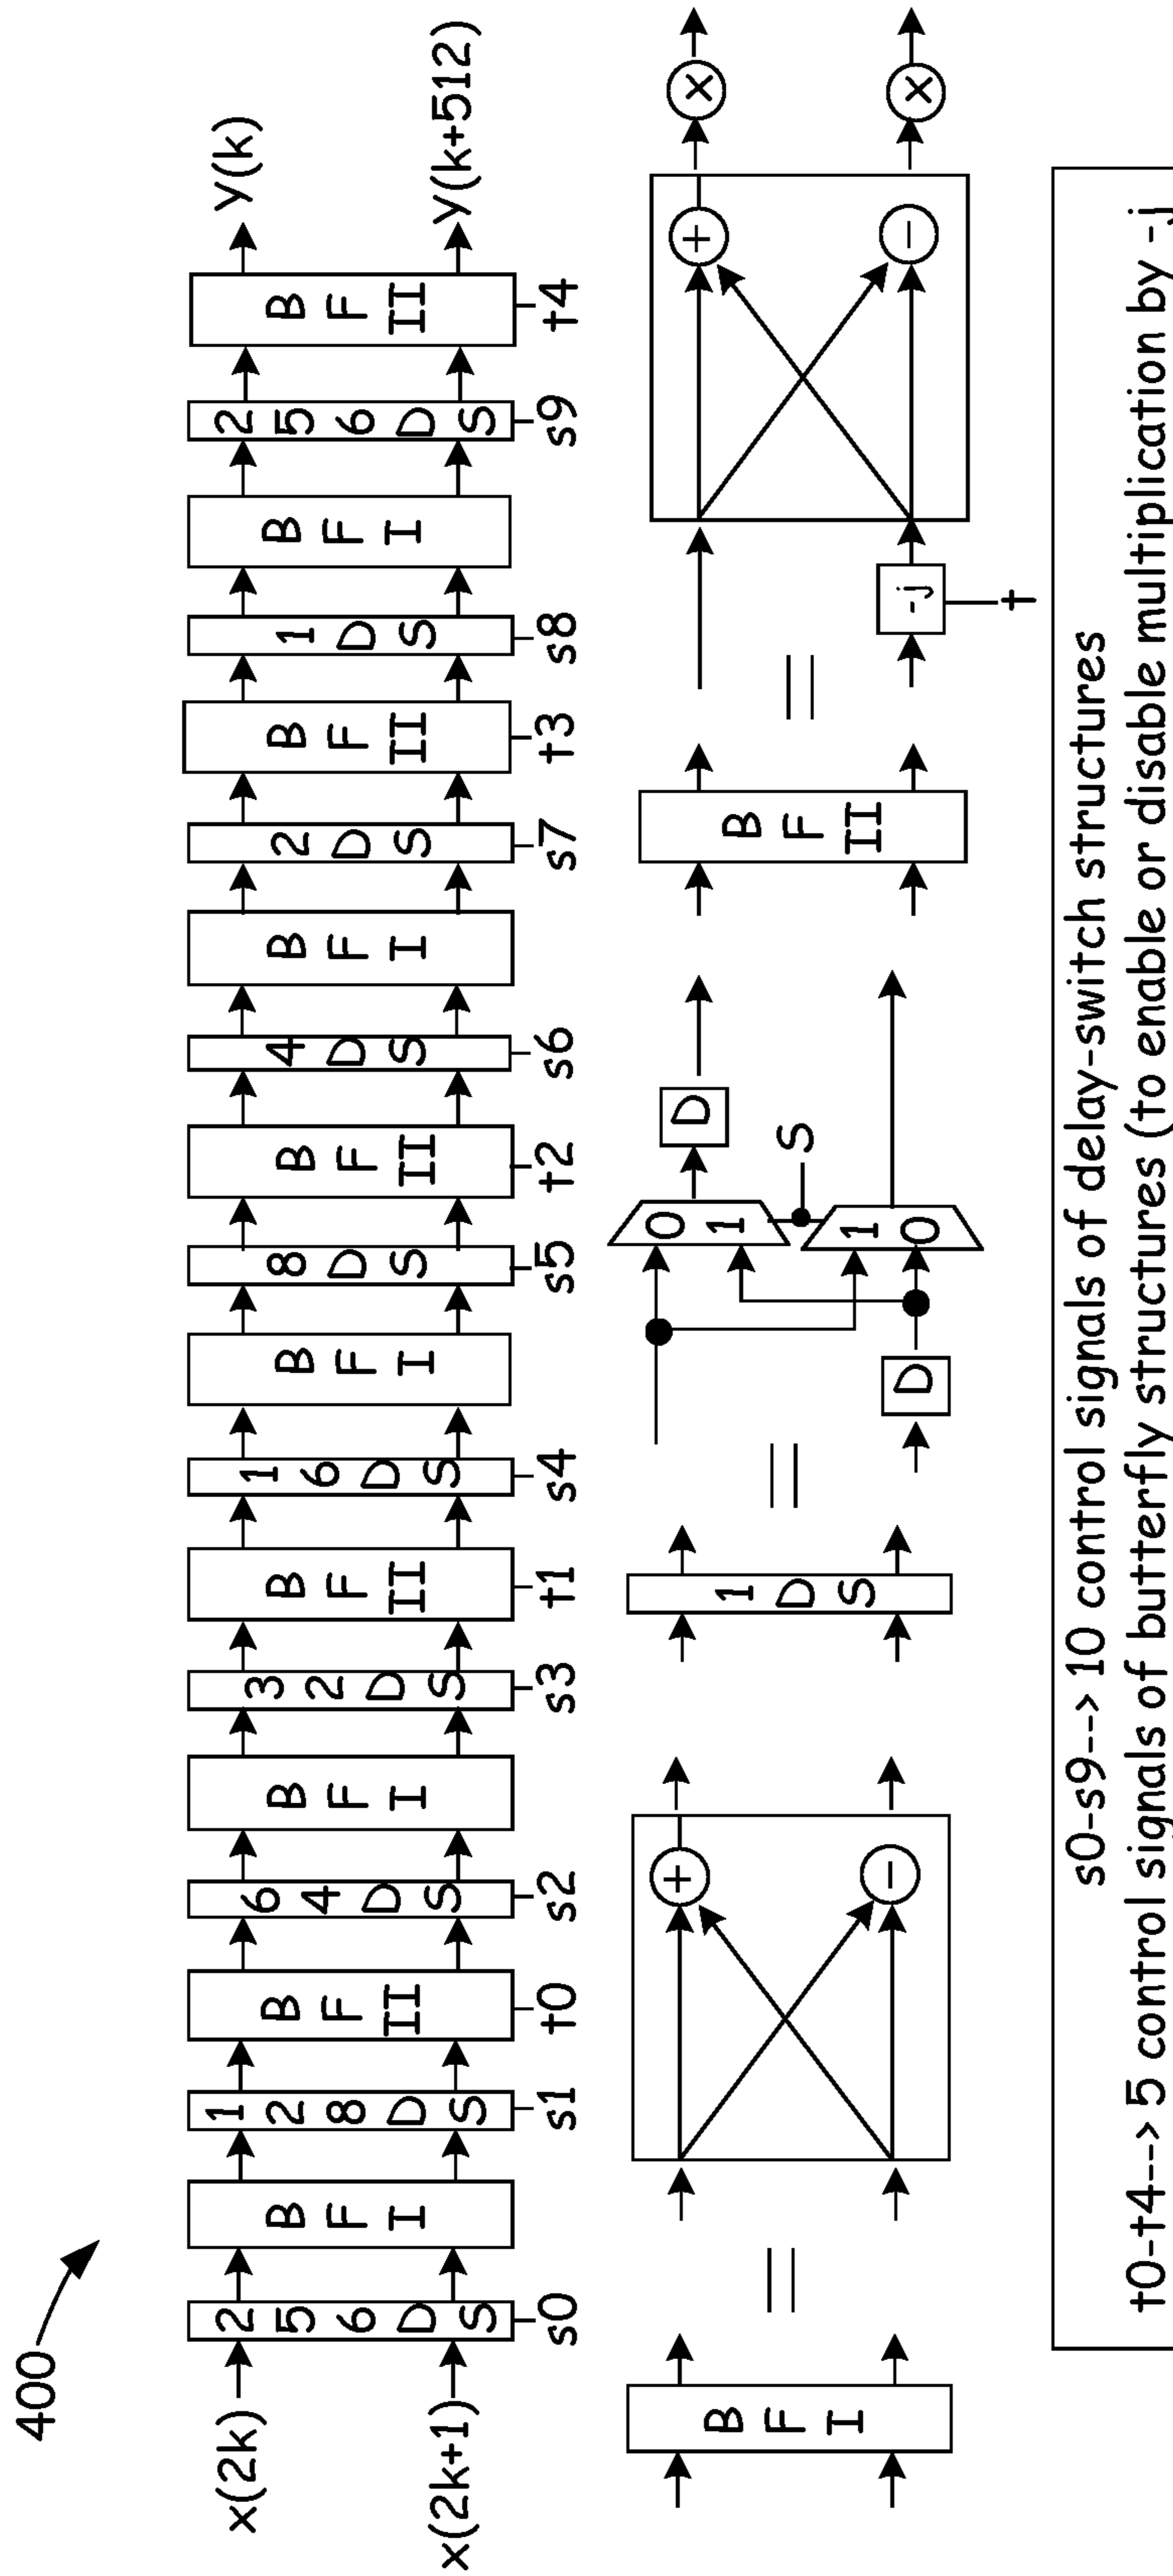 400
x(2k)
x(2k+1)
256DS
s0
BFI
128DS
s1
BFII
t0
64DS
s2
BFI
32DS
s3
BFII
t1
16DS
s4
BFI
8DS
s5
BFII
t2
4DS
s6
BFI
2DS
s7
BFII
t3
1DS
s8
BFI
256DS
s9
BFII
t4
y(k)
y(k+512)
BFI
=
+
−
1DS
=
D
0
1
1
0
S
D
BFII
=
-j
t
+
−
x
x
s0-s9--> 10 control signals of delay-switch structures
t0-t4--> 5 control signals of butterfly structures (to enable or disable multiplication by -j